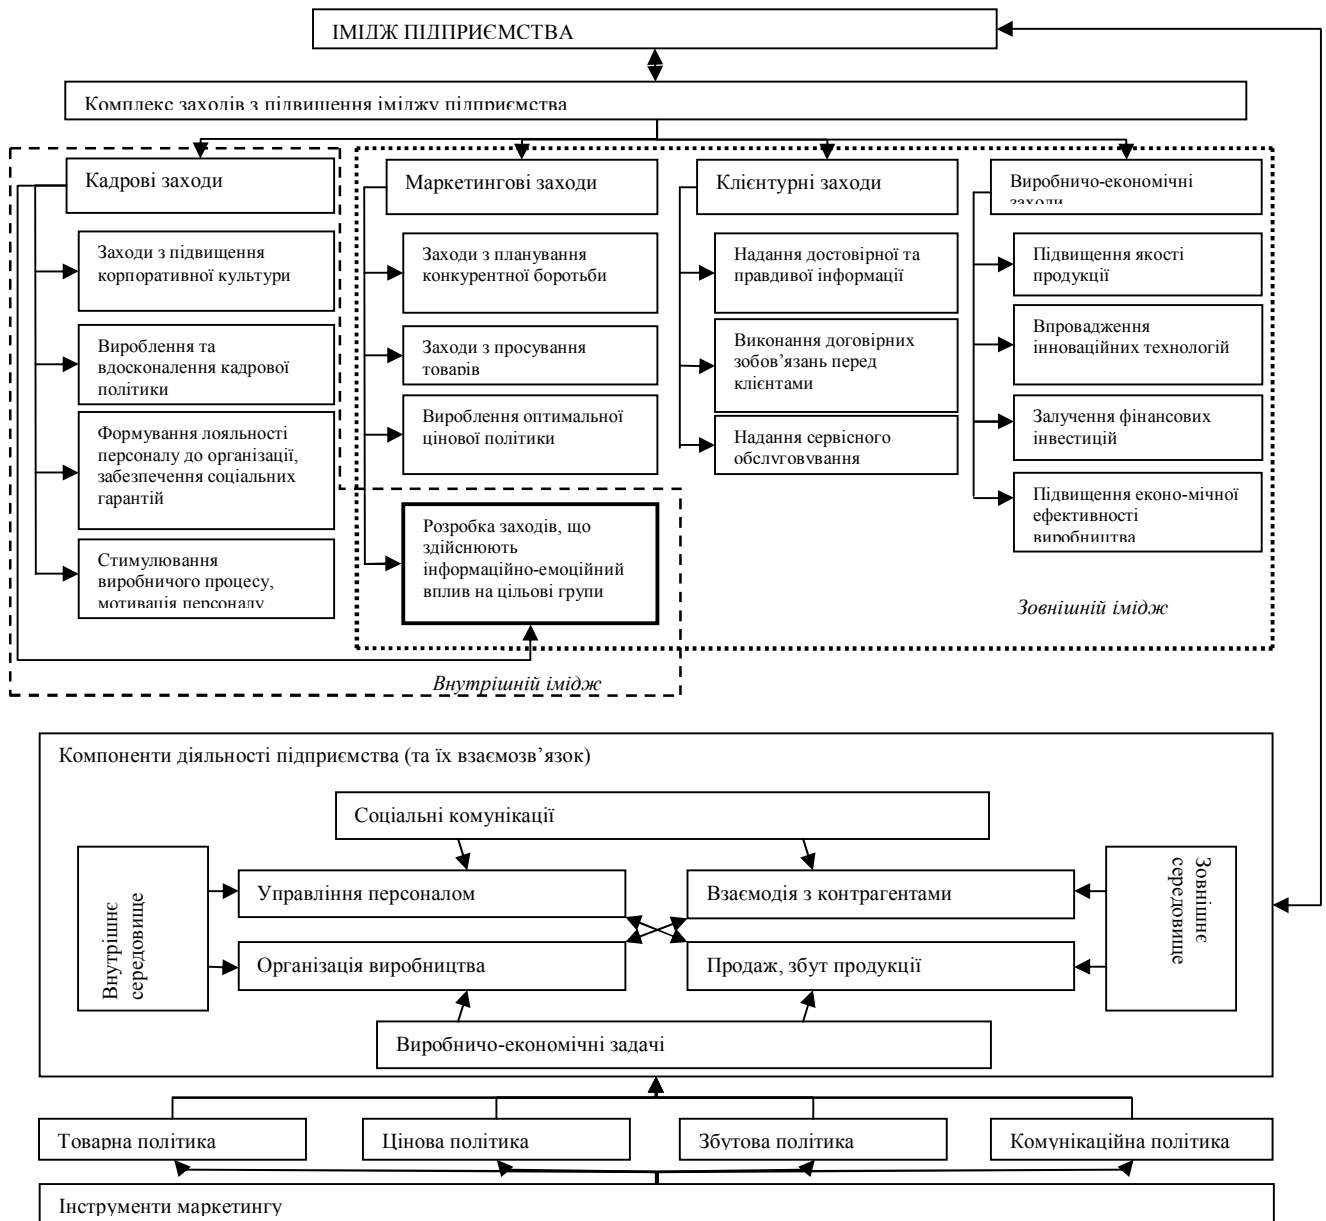 ІМІДЖ ПІДПРИЄМСТВА
Комплекс заходів з підвищення іміджу підприємства
Кадрові заходи
Маркетингові заходи
Клієнтурні заходи
Виробничо-економічні
заходи
Заходи з підвищення
корпоративної культури
Вироблення та
вдосконалення кадрової
політики
Формування лояльності
персоналу до організації,
забезпечення соціальних
гарантій
Стимулювання
виробничого процесу,
мотивація персоналу
Заходи з планування
конкурентної боротьби
Заходи з просування
товарів
Вироблення оптимальної
цінової політики
Розробка заходів, що
здійснюють
інформаційно-емоційний
вплив на цільові групи
Надання достовірної та
правдивої інформації
Виконання договірних
зобов’язань перед
клієнтами
Надання сервісного
обслуговування
Підвищення якості
продукції
Впровадження
інноваційних технологій
Залучення фінансових
інвестицій
Підвищення еконо-мічної
ефективності
виробництва
Зовнішній імідж
Внутрішній імідж
Компоненти діяльності підприємства (та їх взаємозв’язок)
Соціальні комунікації
Внутрішнє
середовище
Управління персоналом
Взаємодія з контрагентами
Зовнішнє
середовище
Організація виробництва
Продаж, збут продукції
Виробничо-економічні задачі
Товарна політика
Цінова політика
Збутова політика
Комунікаційна політика
Інструменти маркетингу